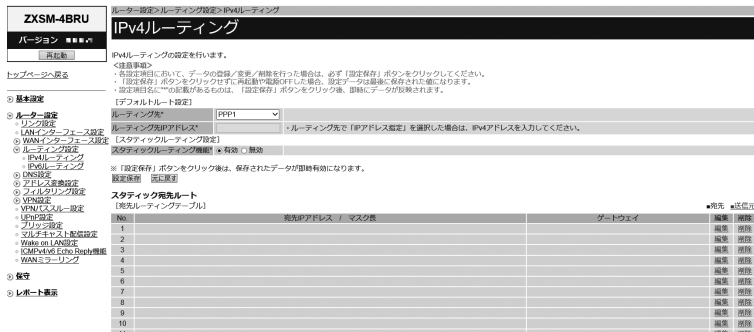 ZXSM-4BRU
バージョン
再起動
トップページへ戻る
基本設定
ルーター設定
リンク設定
LANインターフェース設定
WANインターフェース設定
ルーティング設定
IPv4ルーティング
IPv6ルーティング
DNS設定
アドレス変換設定
フィルタリング設定
VPN設定
VPNパススルー設定
UPnP設定
ブリッジ設定
マルチキャスト配信設定
Wake on LAN設定
ICMPv4/v6 Echo Reply機能
WANミラーリング
保守
レポート表示
ルーター設定>ルーティング設定>IPv4ルーティング
IPv4ルーティング
IPv4ルーティングの設定を行います。
<注意事項>
・各設定項目において、データの登録/変更/削除を行った場合は、必ず「設定保存」ボタンをクリックしてください。
・「設定保存」ボタンをクリックせずに再起動や電源OFFした場合、設定データは最後に保存された値になります。
・設定項目名に"*"の記載があるものは、「設定保存」ボタンをクリック後、即時にデータが反映されます。
[デフォルトルート設定]
ルーティング先* PPP1
ルーティング先IPアドレス* ・ルーティング先で「IPアドレス指定」を選択した場合は、IPv4アドレスを入力してください。
[スタティックルーティング設定]
スタティックルーティング機能* 有効 無効
※「設定保存」ボタンをクリック後は、保存されたデータが即時有効になります。
設定保存 元に戻す
スタティック宛先ルート
[宛先ルーティングテーブル] ■宛先 ■送信元
No. 宛先IPアドレス / マスク長 ゲートウェイ 編集 削除
1 編集 削除
2 編集 削除
3 編集 削除
4 編集 削除
5 編集 削除
6 編集 削除
7 編集 削除
8 編集 削除
9 編集 削除
10 編集 削除